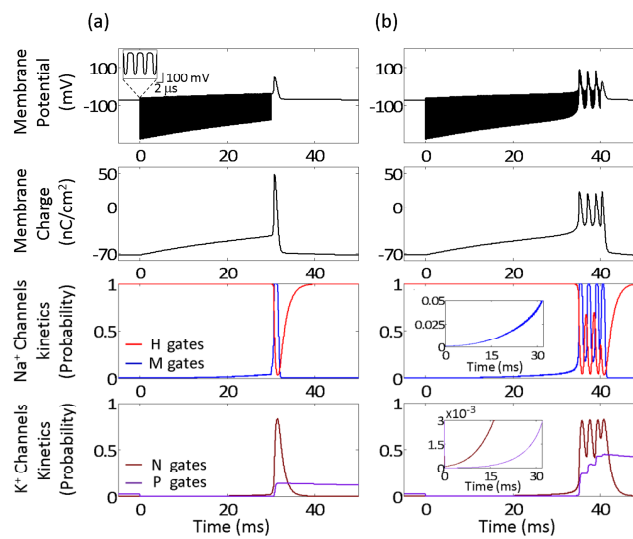 (a) (b)
Membrane
Potential
(mV)
100
-100
100 mV
2 μs
0 20 40
100
-100
0 20 40
Membrane
Charge
(nC/cm²)
50
0
-70
0 20 40
50
0
-70
0 20 40
Na⁺ Channels
kinetics
(Probability)
1
0.5
0
H gates
M gates
0 20 40
1
0.5
0
0.05
0.025
0
0 15 30
Time (ms)
0 20 40
K⁺ Channels
Kinetics
(Probability)
1
0.5
0
N gates
P gates
0 20 40
Time (ms)
1
0.5
0
x10⁻³
3
0
0 15 30
Time (ms)
0 20 40
Time (ms)